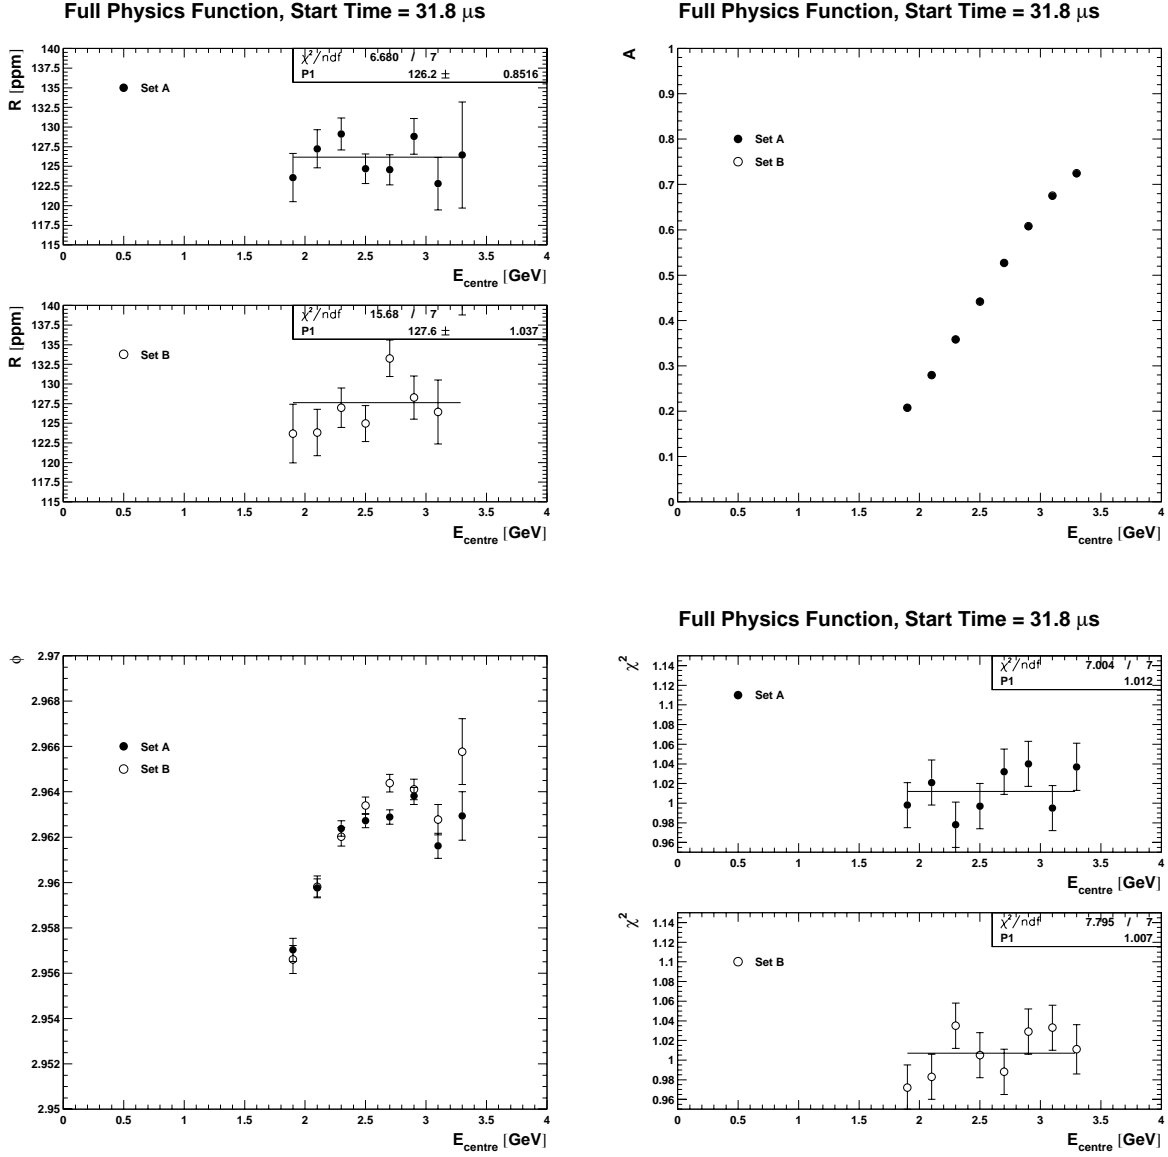 Full Physics Function, Start Time = 31.8 μs
R [ppm]
140
137.5
135
132.5
130
127.5
125
122.5
120
117.5
115
χ²/ndf 6.680 / 7
P1 126.2 ± 0.8516
Set A
0 0.5 1 1.5 2 2.5 3 3.5 4
E_centre [GeV]
R [ppm]
140
137.5
135
132.5
130
127.5
125
122.5
120
117.5
115
χ²/ndf 15.68 / 7
P1 127.6 ± 1.037
Set B
0 0.5 1 1.5 2 2.5 3 3.5 4
E_centre [GeV]
Full Physics Function, Start Time = 31.8 μs
A
1
0.9
0.8
0.7
0.6
0.5
0.4
0.3
0.2
0.1
0
Set A
Set B
0 0.5 1 1.5 2 2.5 3 3.5 4
E_centre [GeV]
φ
2.97
2.968
2.966
2.964
2.962
2.96
2.958
2.956
2.954
2.952
2.95
Set A
Set B
0 0.5 1 1.5 2 2.5 3 3.5 4
E_centre [GeV]
Full Physics Function, Start Time = 31.8 μs
χ²
1.14
1.12
1.1
1.08
1.06
1.04
1.02
1
0.98
0.96
χ²/ndf 7.004 / 7
P1 1.012
Set A
0 0.5 1 1.5 2 2.5 3 3.5 4
E_centre [GeV]
χ²
1.14
1.12
1.1
1.08
1.06
1.04
1.02
1
0.98
0.96
χ²/ndf 7.795 / 7
P1 1.007
Set B
0 0.5 1 1.5 2 2.5 3 3.5 4
E_centre [GeV]